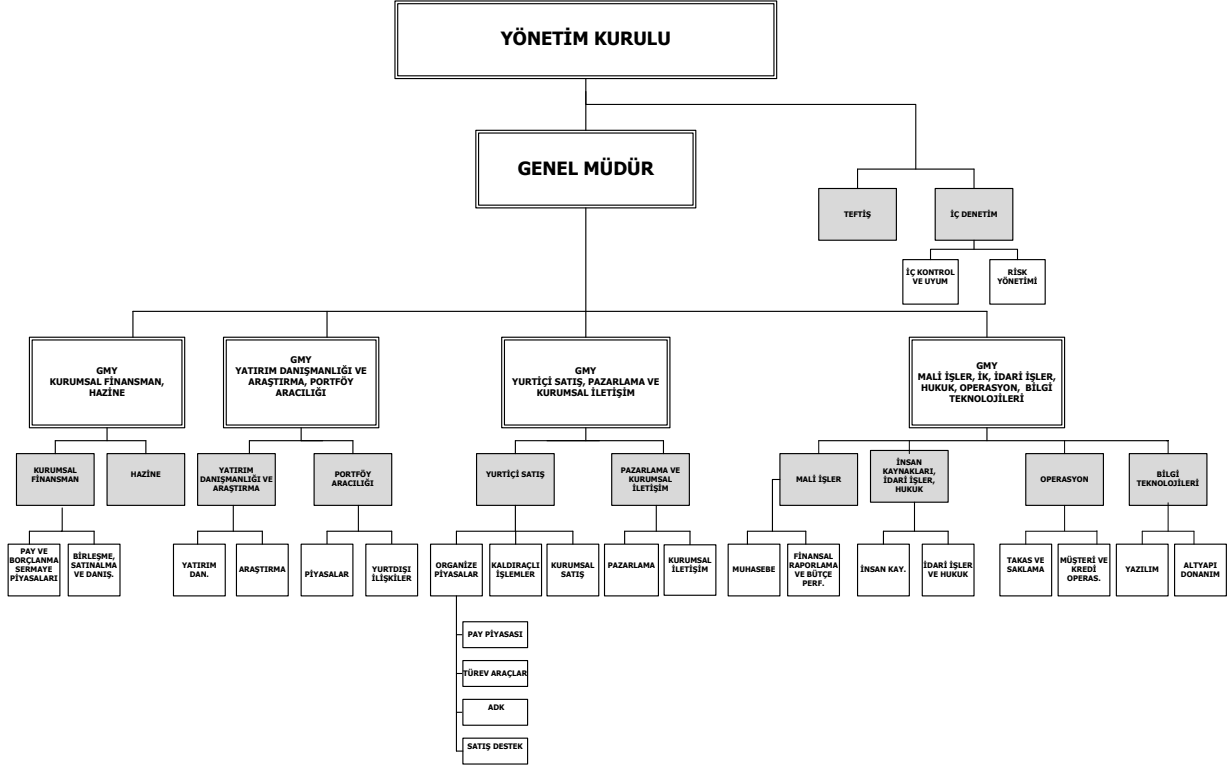 YÖNETİM KURULU
GENEL MÜDÜR
TEFTİŞ
İÇ DENETİM
İÇ KONTROL
VE UYUM
RİSK
YÖNETİMİ
GMY
KURUMSAL FİNANSMAN,
HAZİNE
GMY
YATIRIM DANIŞMANLIĞI VE
ARAŞTIRMA, PORTFÖY
ARACILIĞI
GMY
YURTİÇİ SATIŞ, PAZARLAMA VE
KURUMSAL İLETİŞİM
GMY
MALİ İŞLER, İK, İDARİ İŞLER,
HUKUK, OPERASYON, BİLGİ
TEKNOLOJİLERİ
KURUMSAL
FİNANSMAN
HAZİNE
YATIRIM
DANIŞMANLIĞI VE
ARAŞTIRMA
PORTFÖY
ARACILIĞI
YURTİÇİ SATIŞ
PAZARLAMA VE
KURUMSAL
İLETİŞİM
MALİ İŞLER
İNSAN
KAYNAKLARI,
İDARİ İŞLER,
HUKUK
OPERASYON
BİLGİ
TEKNOLOJİLERİ
PAY VE
BORÇLANMA
SERMAYE
PİYASALARI
BİRLEŞME,
SATINALMA
VE DANIŞ.
YATIRIM
DAN.
ARAŞTIRMA
PİYASALAR
YURTDIŞI
İLİŞKİLER
ORGANİZE
PİYASALAR
KALDIRAÇLI
İŞLEMLER
KURUMSAL
SATIŞ
PAZARLAMA
KURUMSAL
İLETİŞİM
MUHASEBE
FİNANSAL
RAPORLAMA
VE BÜTÇE
PERF.
İNSAN KAY.
İDARİ İŞLER
VE HUKUK
TAKAS VE
SAKLAMA
MÜŞTERİ VE
KREDİ
OPERAS.
YAZILIM
ALTYAPI
DONANIM
PAY PİYASASI
TÜREV ARAÇLAR
ADK
SATIŞ DESTEK